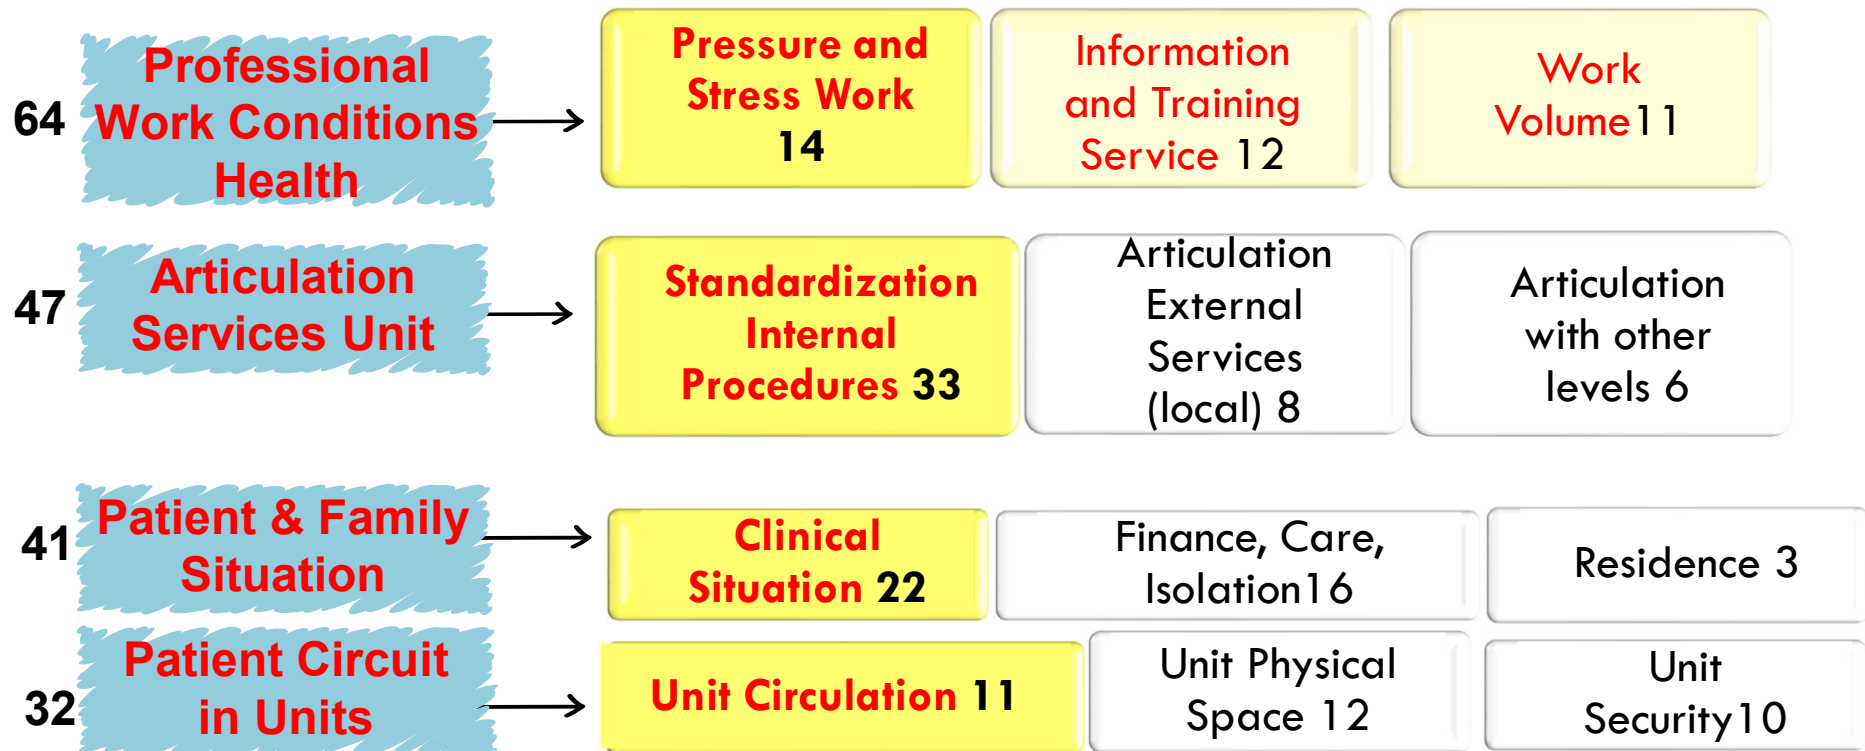 64
Professional
Work Conditions
Health
Pressure and
Stress Work
14
Information
and Training
Service 12
Work
Volume11
47
Articulation
Services Unit
Standardization
Internal
Procedures 33
Articulation
External
Services
(local) 8
Articulation
with other
levels 6
41
Patient & Family
Situation
Clinical
Situation 22
Finance, Care,
Isolation16
Residence 3
32
Patient Circuit
in Units
Unit Circulation 11
Unit Physical
Space 12
Unit
Security10